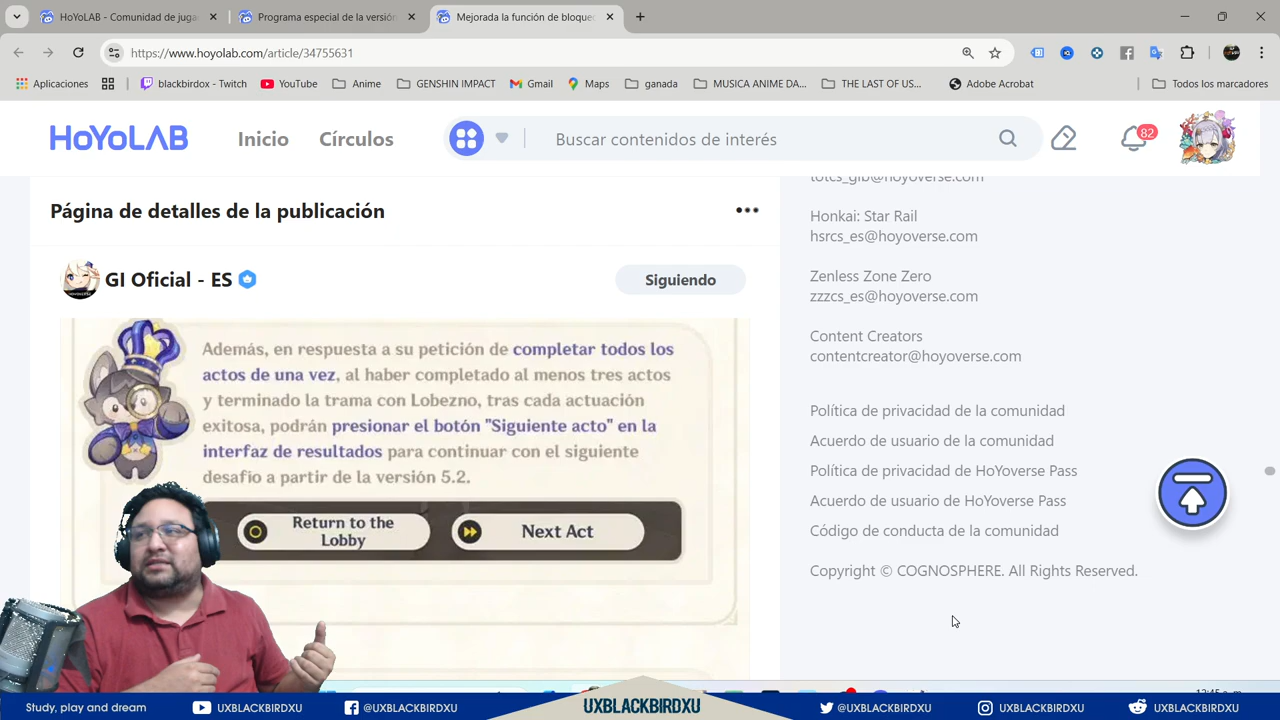 HoYoLAB - Comunidad de juga
Programa especial de la versión
Mejorada la función de bloqueo
https://www.hoyolab.com/article/34755631
Aplicaciones
blackbirdox - Twitch
YouTube
Anime
GENSHIN IMPACT
Gmail
Maps
ganada
MUSICA ANIME DA...
THE LAST OF US...
Adobe Acrobat
Todos los marcadores
HoYoLAB
Inicio
Círculos
Buscar contenidos de interés
82
Página de detalles de la publicación
GI Oficial - ES
Siguiendo
Además, en respuesta a su petición de completar todos los
actos de una vez, al haber completado al menos tres actos
y terminado la trama con Lobezno, tras cada actuación
exitosa, podrán presionar el botón "Siguiente acto" en la
interfaz de resultados para continuar con el siguiente
desafío a partir de la versión 5.2.
Return to the
Lobby
Next Act
totcs_glb@hoyoverse.com
Honkai: Star Rail
hsrcs_es@hoyoverse.com
Zenless Zone Zero
zzzcs_es@hoyoverse.com
Content Creators
contentcreator@hoyoverse.com
Política de privacidad de la comunidad
Acuerdo de usuario de la comunidad
Política de privacidad de HoYoverse Pass
Acuerdo de usuario de HoYoverse Pass
Código de conducta de la comunidad
Copyright © COGNOSPHERE. All Rights Reserved.
Study, play and dream
UXBLACKBIRDXU
@UXBLACKBIRDXU
UXBLACKBIRDXU
@UXBLACKBIRDXU
UXBLACKBIRDXU
UXBLACKBIRDXU